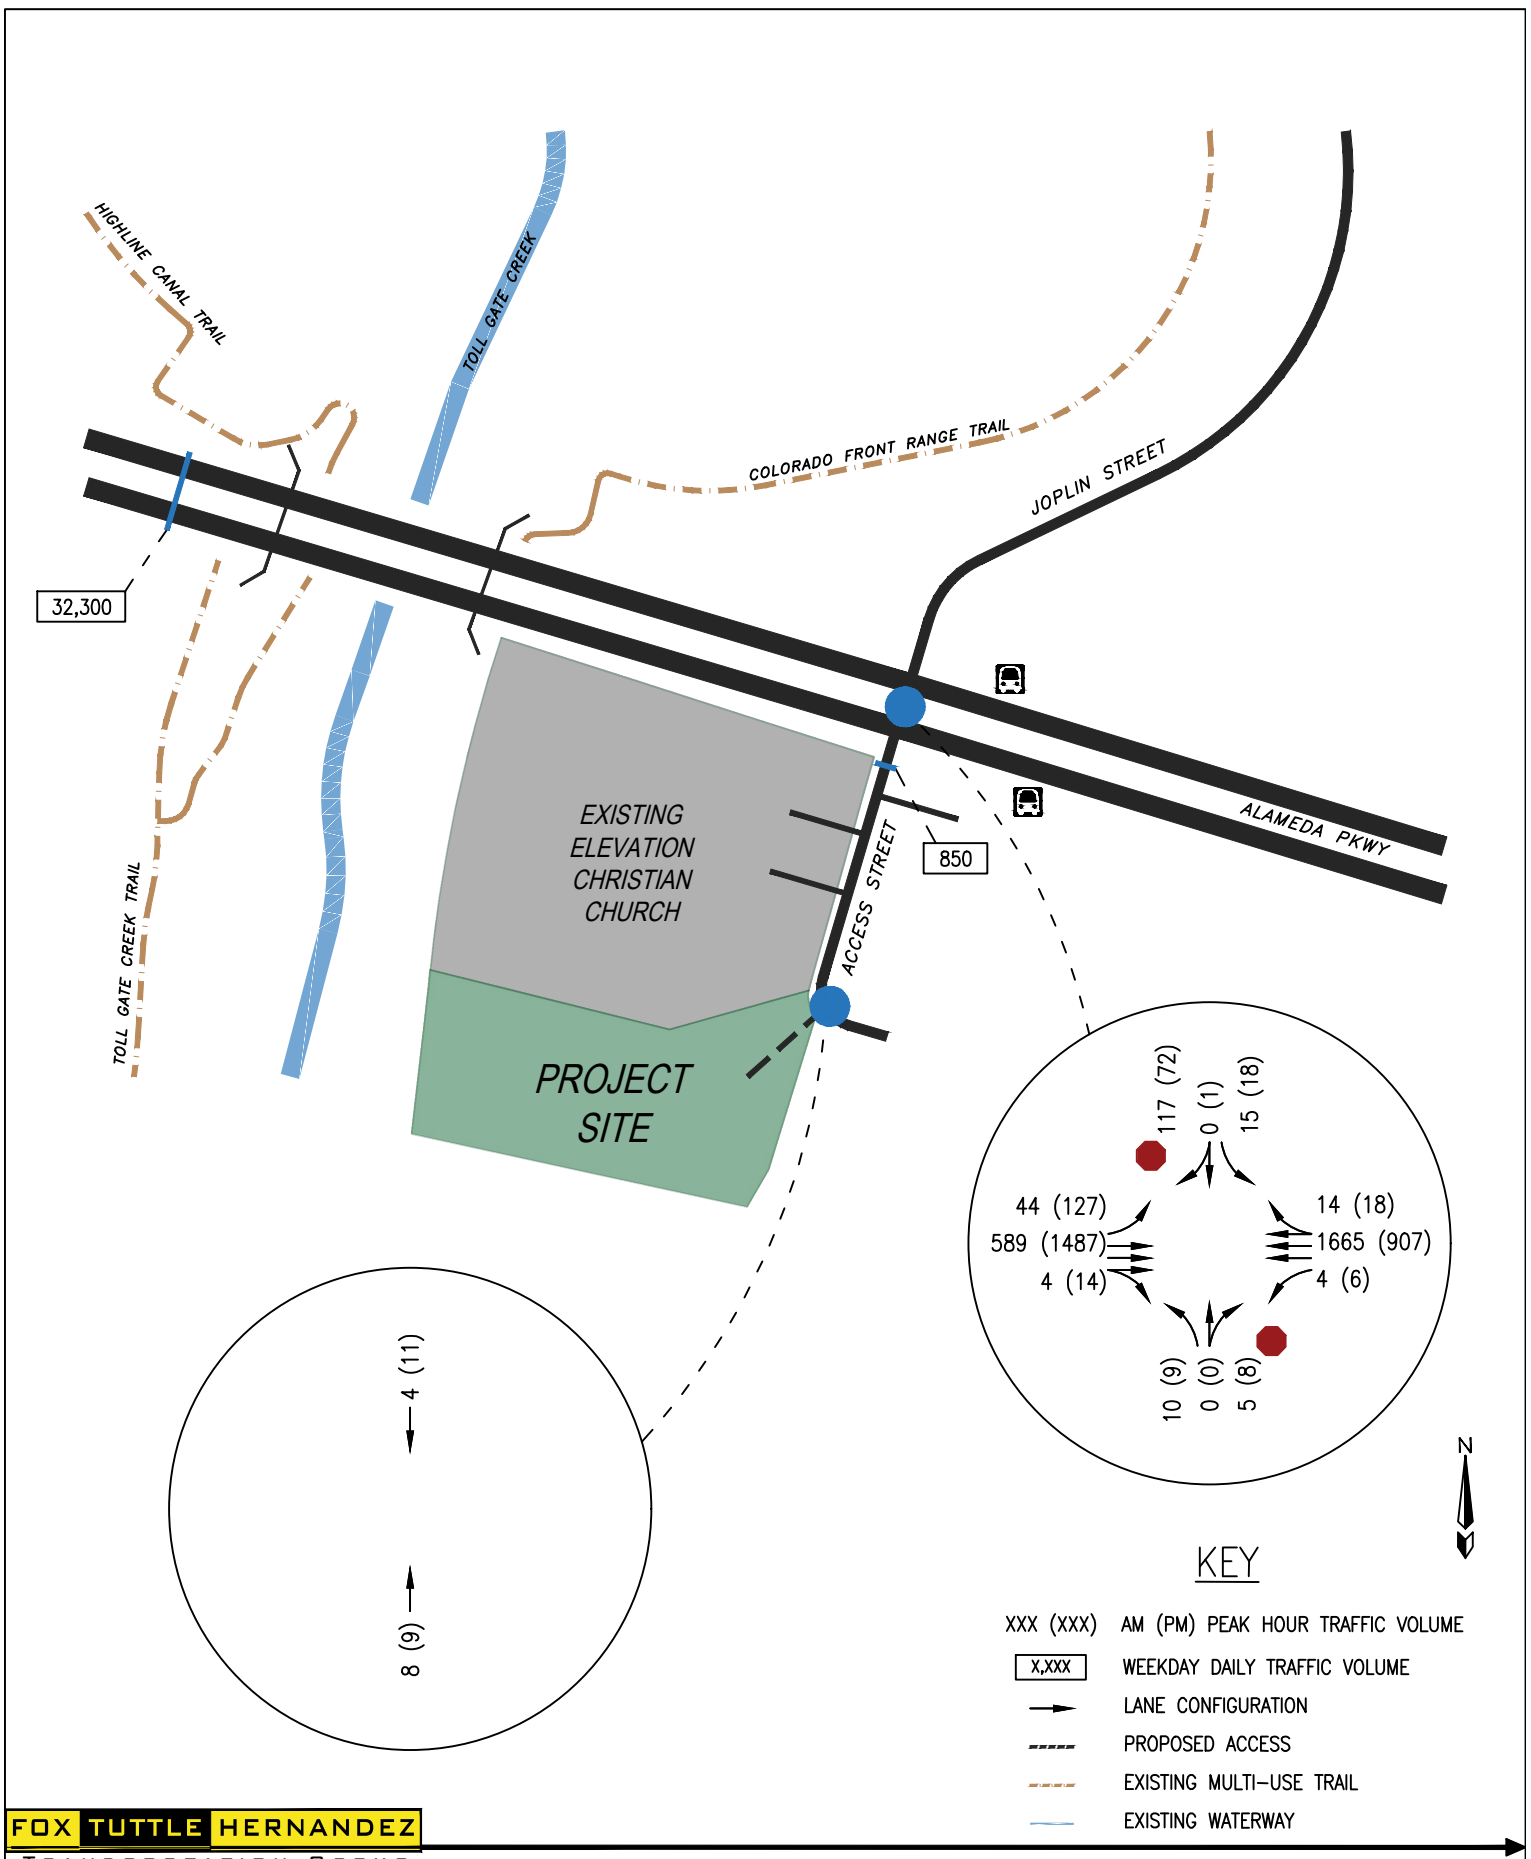 HIGHLINE CANAL TRAIL
TOLL GATE CREEK
COLORADO FRONT RANGE TRAIL
JOPLIN STREET
32,300
EXISTING
ELEVATION
CHRISTIAN
CHURCH
850
ALAMEDA PKWY
ACCESS STREET
TOLL GATE CREEK TRAIL
PROJECT
SITE
117 (72)
0 (1)
15 (18)
44 (127)
589 (1487)
4 (14)
14 (18)
1665 (907)
4 (6)
10 (9)
0 (0)
5 (8)
4 (11)
8 (9)
N
KEY
XXX (XXX) AM (PM) PEAK HOUR TRAFFIC VOLUME
X,XXX WEEKDAY DAILY TRAFFIC VOLUME
LANE CONFIGURATION
PROPOSED ACCESS
EXISTING MULTI-USE TRAIL
EXISTING WATERWAY
FOX TUTTLE HERNANDEZ